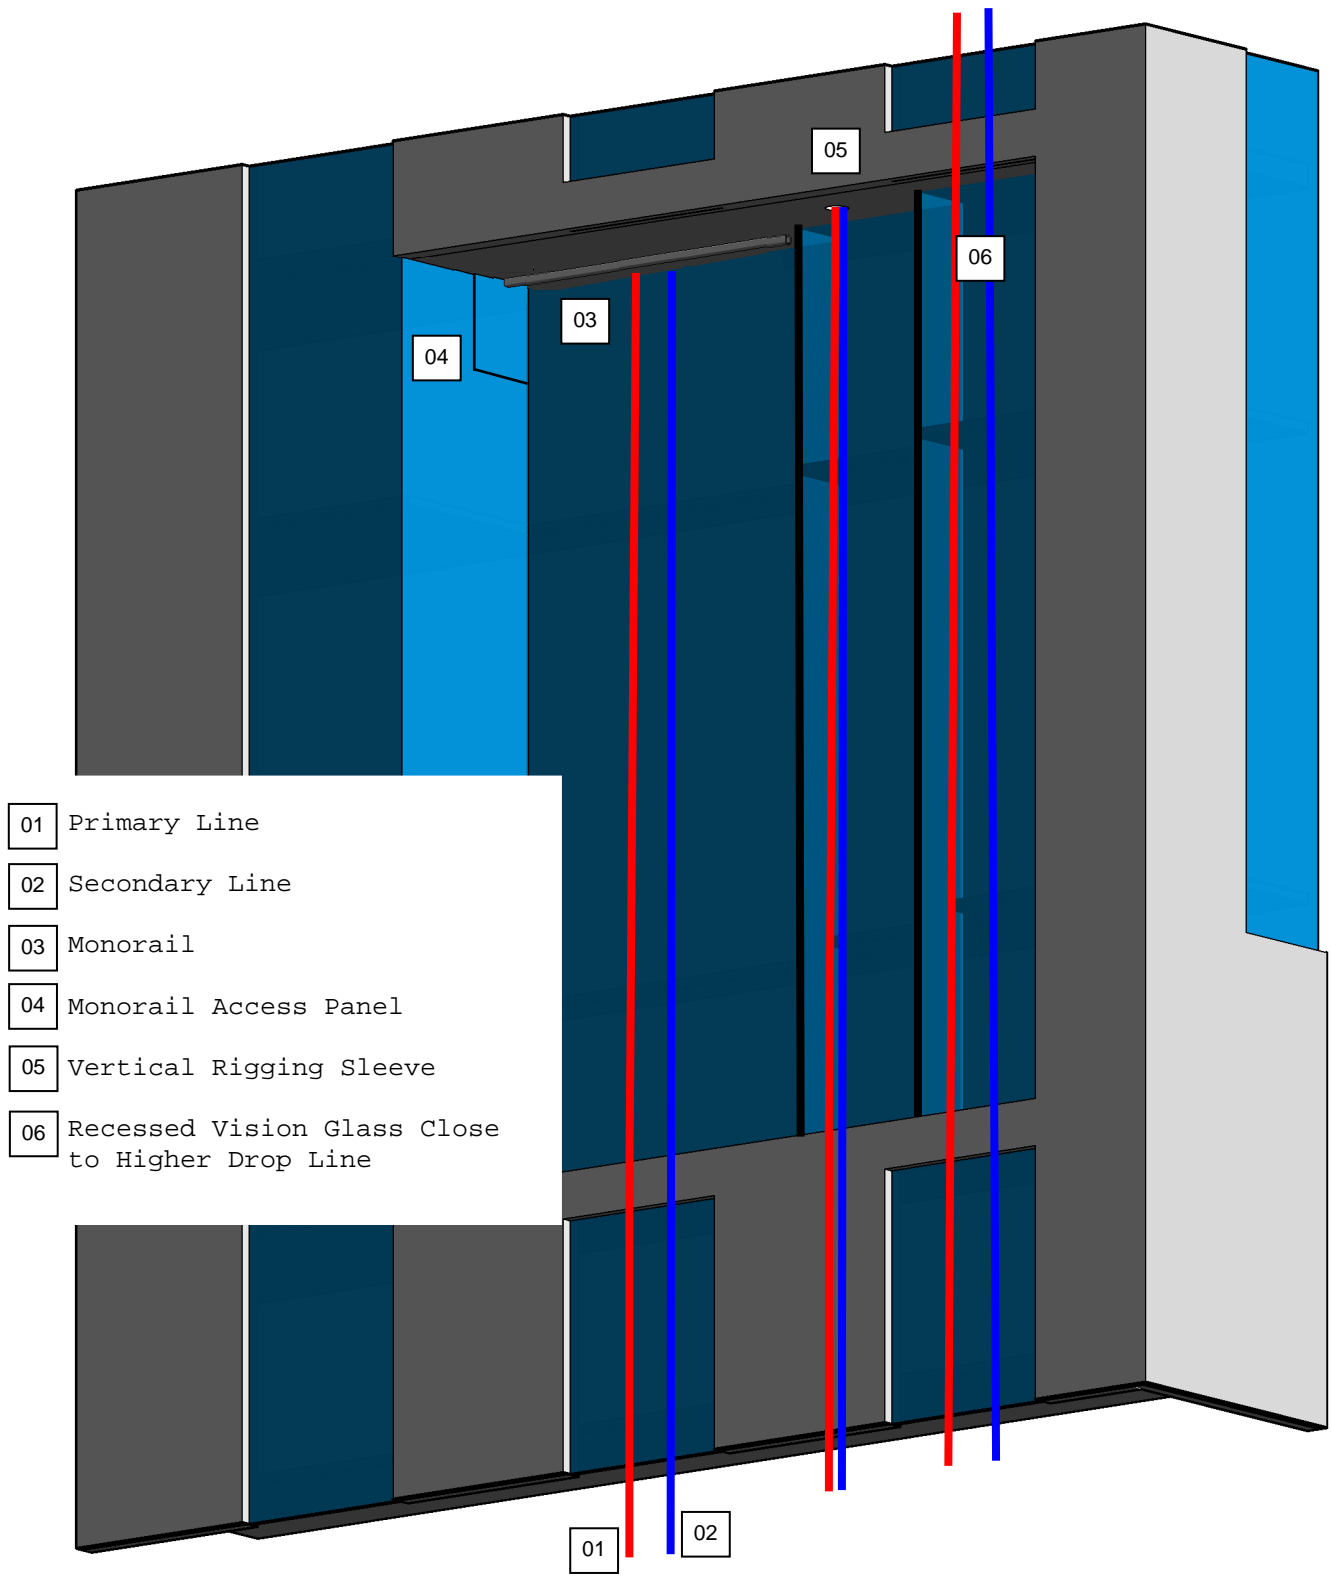 05
06
03
04
01 Primary Line
02 Secondary Line
03 Monorail
04 Monorail Access Panel
05 Vertical Rigging Sleeve
06 Recessed Vision Glass Close
to Higher Drop Line
01
02